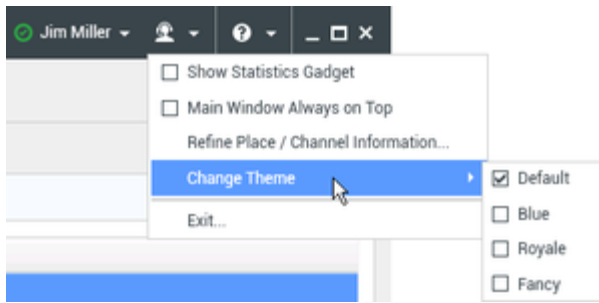 Jim Miller
Show Statistics Gadget
Main Window Always on Top
Refine Place / Channel Information...
Change Theme
Default
Blue
Exit...
Royale
Fancy